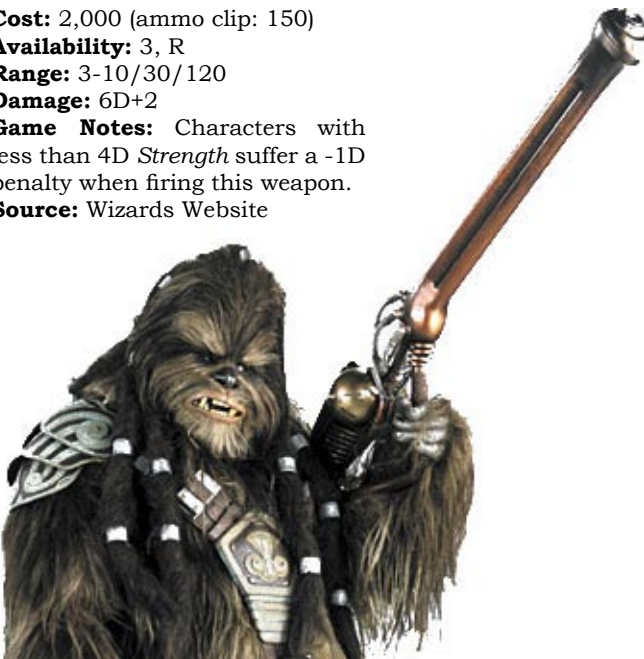 Cost: 2,000 (ammo clip: 150)
Availability: 3, R
Range: 3-10/30/120
Damage: 6D+2
Game Notes: Characters with
less than 4D Strength suffer a -1D
penalty when firing this weapon.
Source: Wizards Website